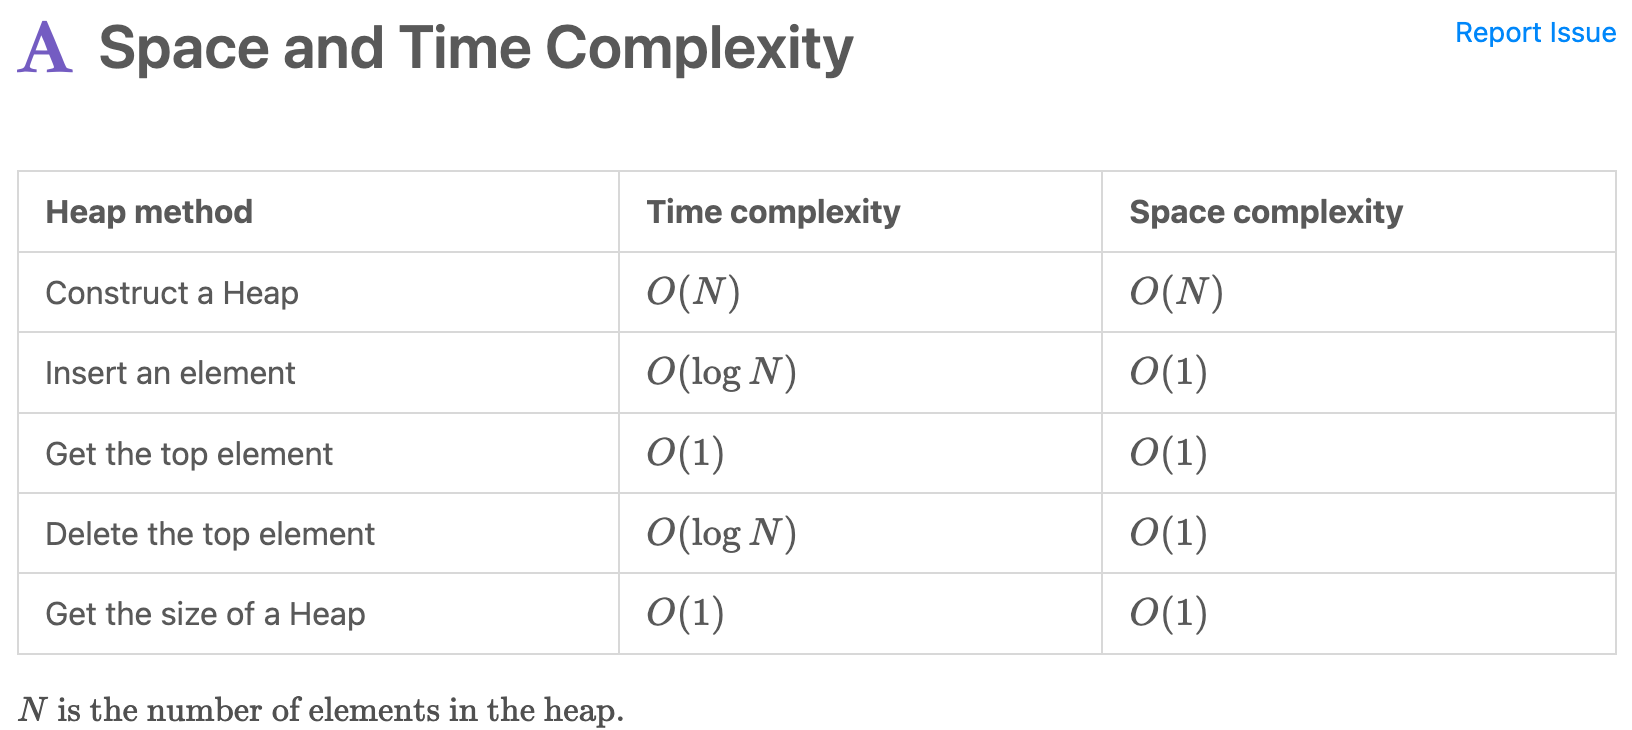 A Space and Time Complexity
Report Issue
Heap method Time complexity Space complexity
Construct a Heap O(N) O(N)
Insert an element O(log N) O(1)
Get the top element O(1) O(1)
Delete the top element O(log N) O(1)
Get the size of a Heap O(1) O(1)
N is the number of elements in the heap.